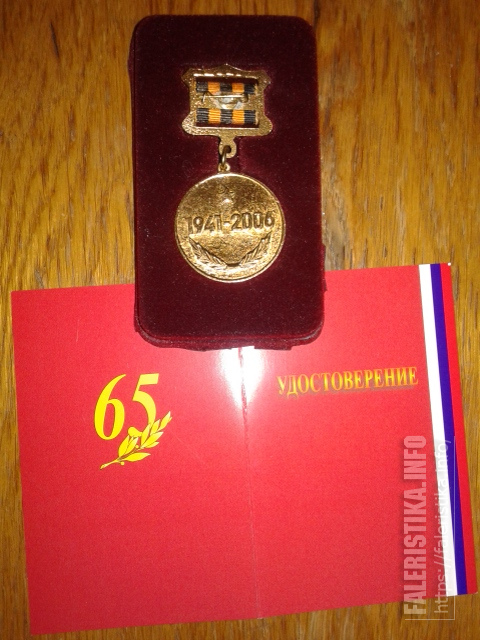 1941-2006
65
УДОСТОВЕРЕНИЕ
FALERISTIKA.INFO
https://faleristika.info/